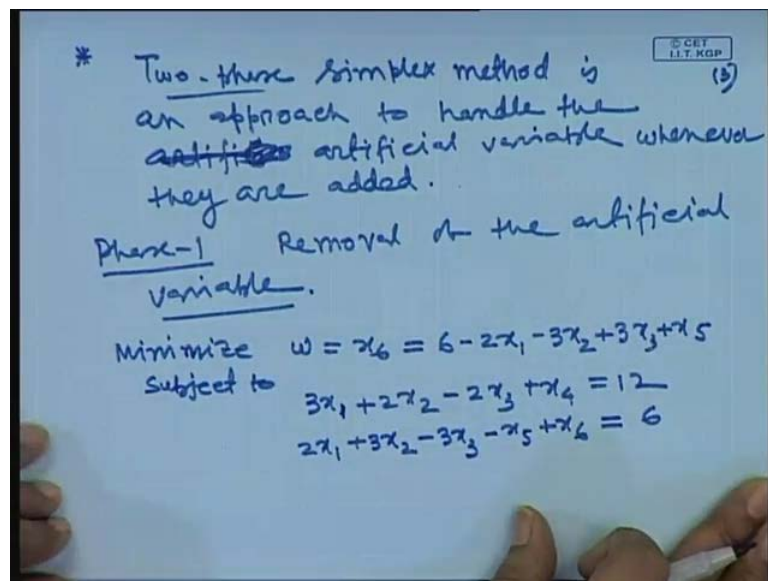 © CET
I.I.T. KGP
* Two-phase simplex method is (3)
an approach to handle the
artificial variable whenever
they are added.
Phase-1 Removal of the artificial
variable.
Minimize w = x₆ = 6 - 2x₁ - 3x₂ + 3x₃ + x₅
Subject to
3x₁ + 2x₂ - 2x₃ + x₄ = 12
2x₁ + 3x₂ - 3x₃ - x₅ + x₆ = 6